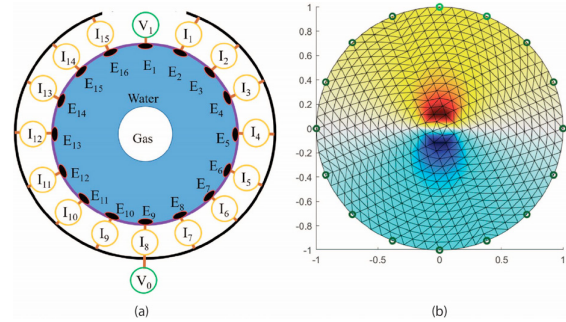 V1
I15
I1
I14
I2
E16
E1
E2
E15
E3
I13
I3
E14
Water
E4
I12
E13
Gas
E5
I4
E12
E6
I11
I5
E11
E7
E10
E9
E8
I10
I6
I9
I8
I7
V0
(a)
1
0.8
0.6
0.4
0.2
0
-0.2
-0.4
-0.6
-0.8
-1
-1
-0.5
0
0.5
1
(b)